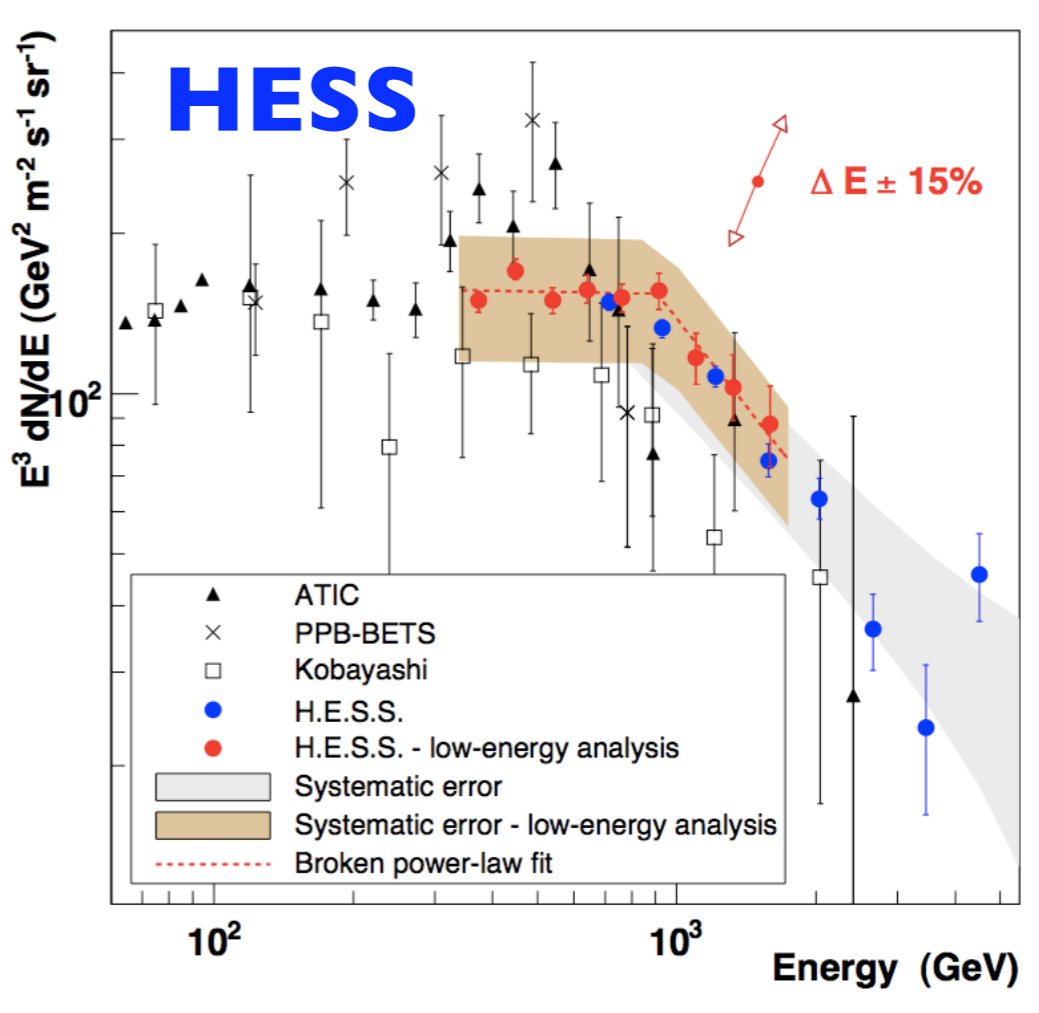 HESS
Δ E ± 15%
E³ dN/dE (GeV² m⁻² s⁻¹ sr⁻¹)
10²
ATIC
PPB-BETS
Kobayashi
H.E.S.S.
H.E.S.S. - low-energy analysis
Systematic error
Systematic error - low-energy analysis
Broken power-law fit
10² 10³
Energy (GeV)